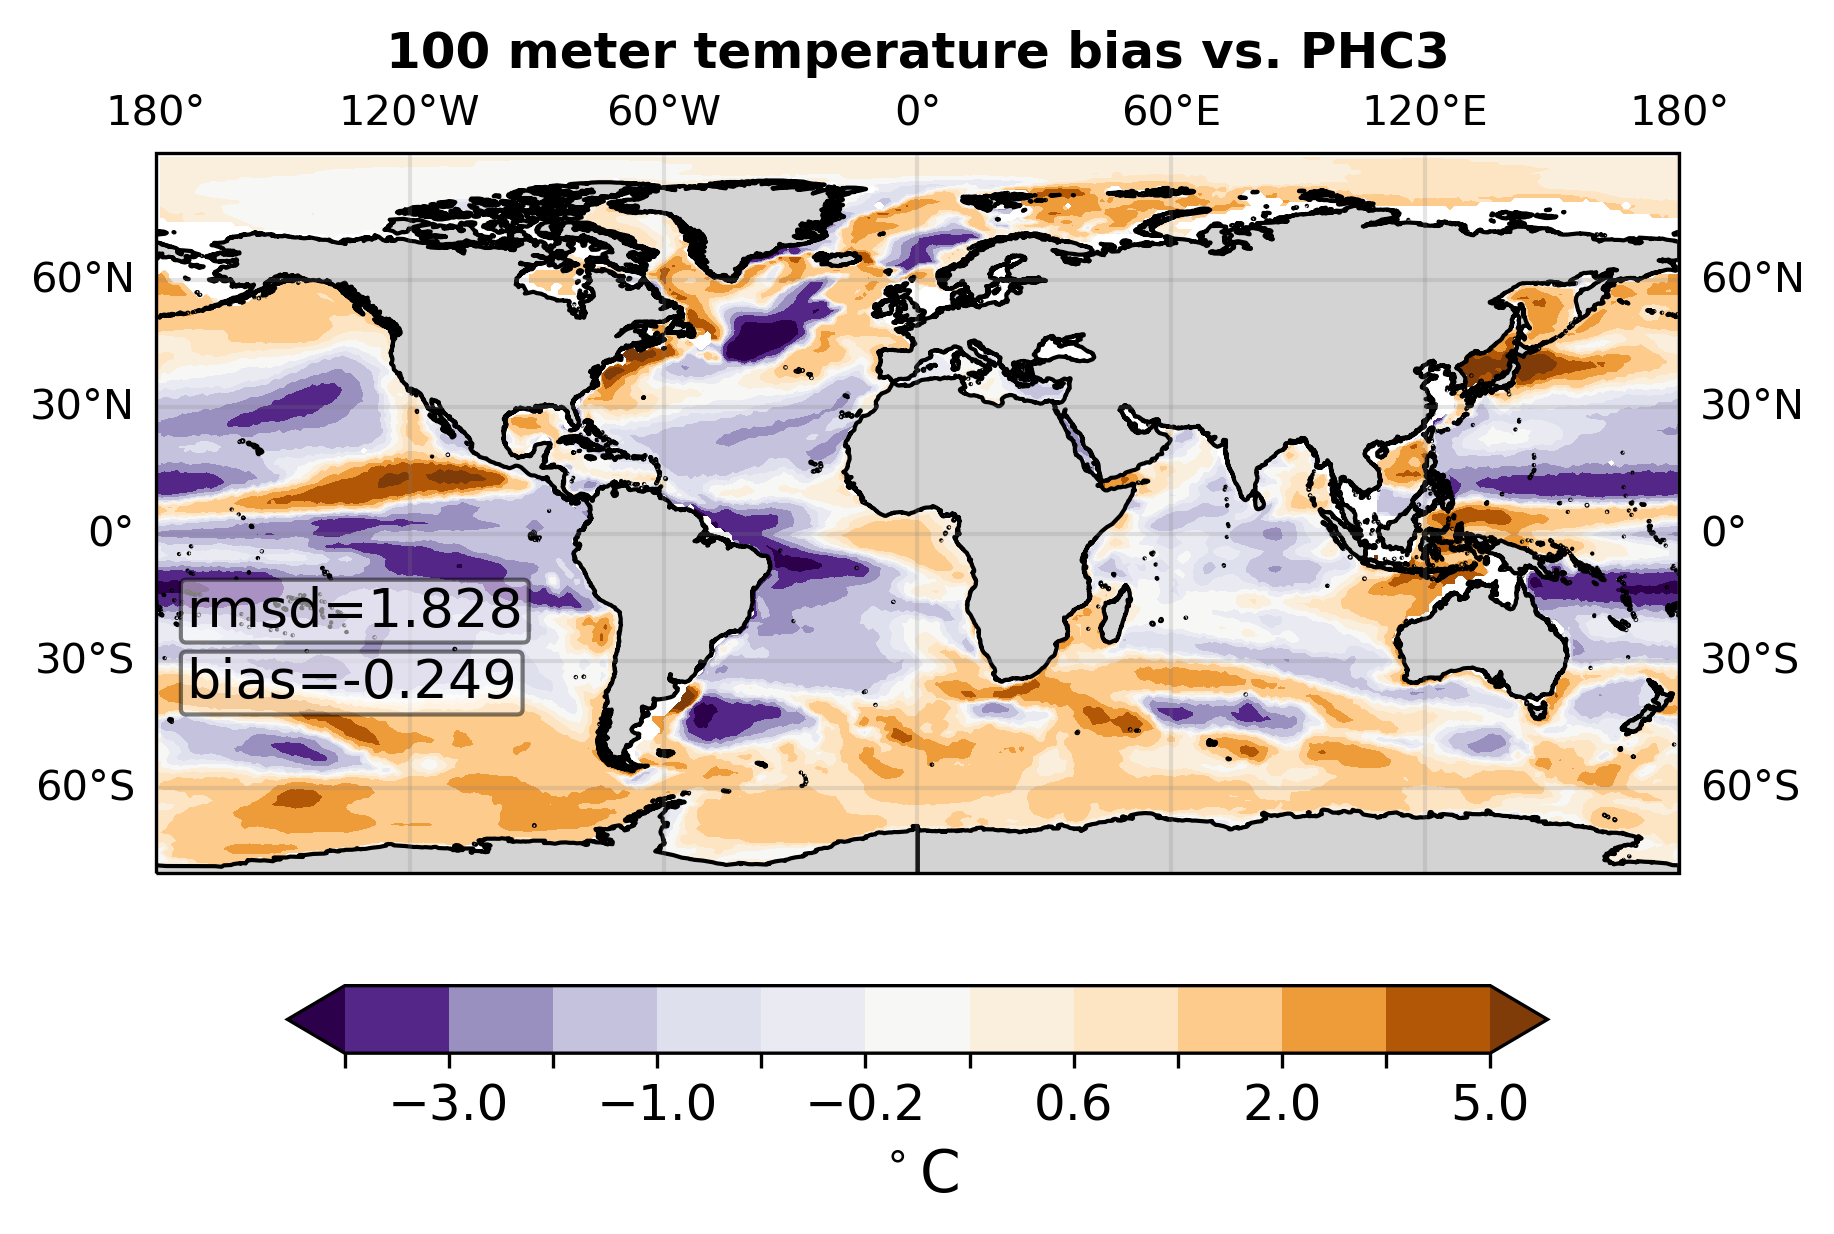 100 meter temperature bias vs. PHC3
180° 120°W 60°W 0° 60°E 120°E 180°
60°N 60°N
30°N 30°N
0° 0°
rmsd=1.828
30°S 30°S
bias=-0.249
60°S 60°S
−3.0 −1.0 −0.2 0.6 2.0 5.0
°C